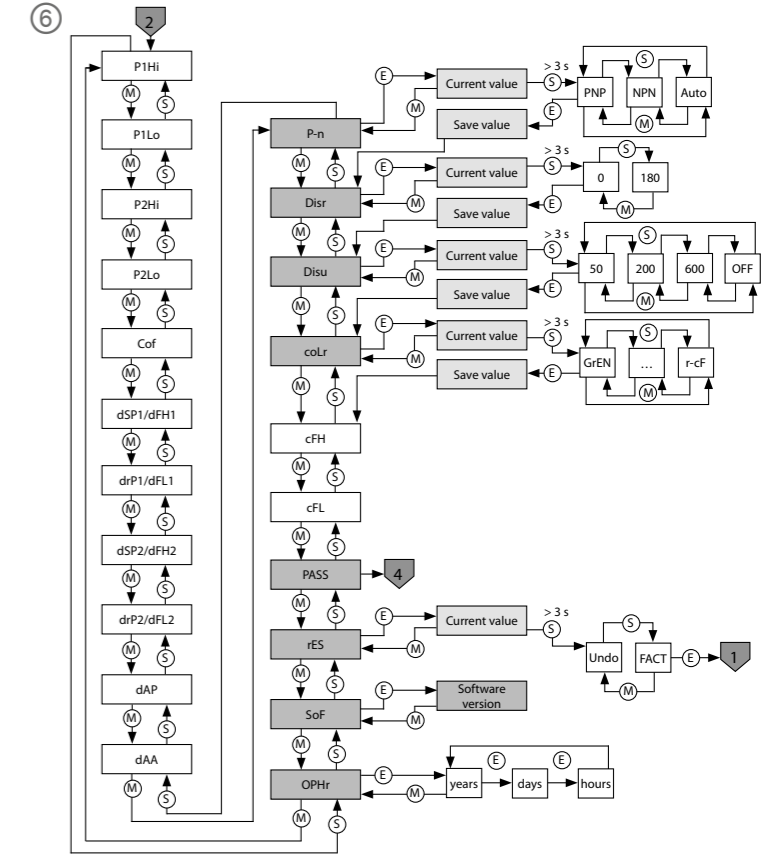 ⑥
2
P1Hi
M
S
P1Lo
M
S
P2Hi
M
S
P2Lo
M
S
Cof
M
S
dSP1/dFH1
M
S
drP1/dFL1
M
S
dSP2/dFH2
M
S
drP2/dFL2
M
S
dAP
M
S
dAA
M
S
P-n
E
M
Current value
> 3 s
S
PNP
NPN
Auto
S
M
E
Save value
M
S
Disr
E
M
Current value
> 3 s
S
0
180
S
M
E
Save value
M
S
Disu
E
M
Current value
> 3 s
S
50
200
600
OFF
S
M
E
Save value
M
S
coLr
E
M
Current value
> 3 s
S
GrEN
...
r-cF
S
M
E
Save value
M
S
cFH
M
S
cFL
M
S
PASS
4
M
S
rES
E
M
Current value
> 3 s
S
Undo
FACT
S
M
E
1
M
S
SoF
E
M
Software
version
M
S
OPHr
E
M
years
E
days
E
hours
M
S